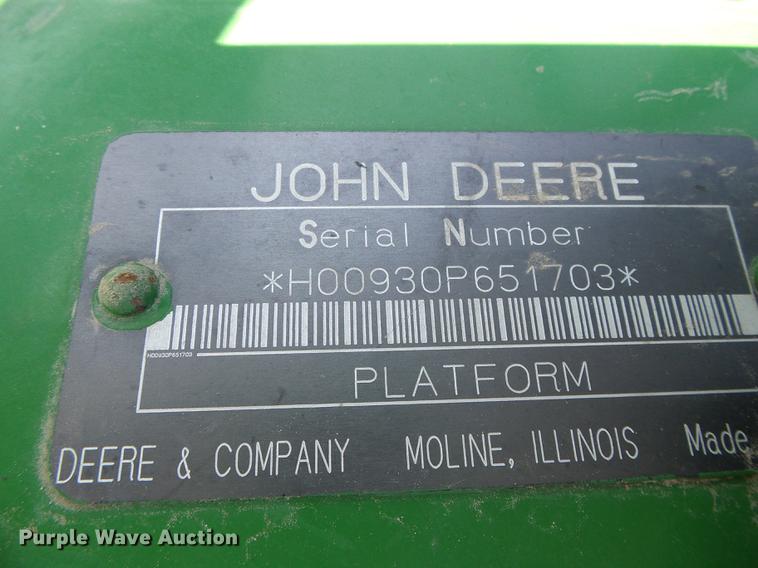 JOHN DEERE
Serial Number
*H00930P651703*
H00930P651703
PLATFORM
DEERE & COMPANY MOLINE, ILLINOIS Made
Purple Wave Auction